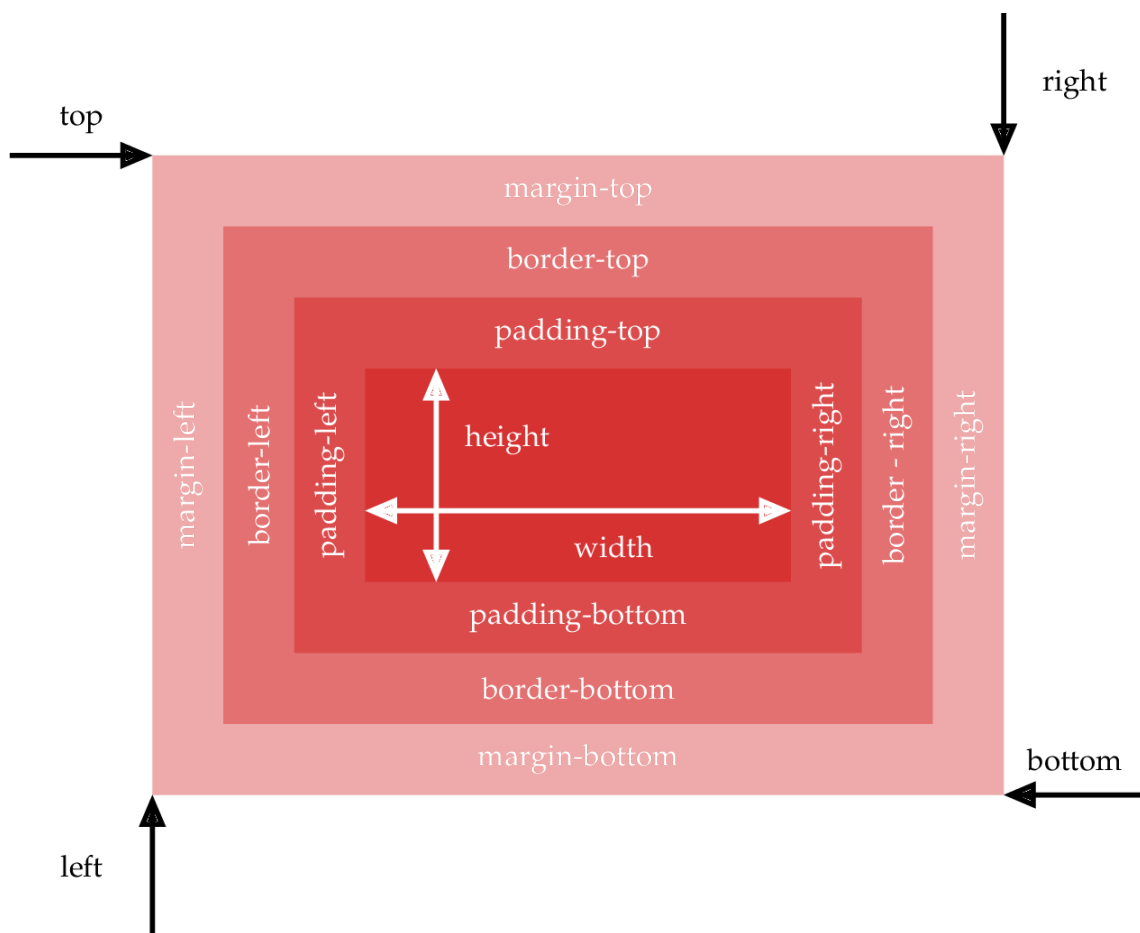 right
top
margin-top
border-top
padding-top
margin-left
border-left
padding-left
height
width
padding-right
border - right
margin-right
padding-bottom
border-bottom
margin-bottom
bottom
left